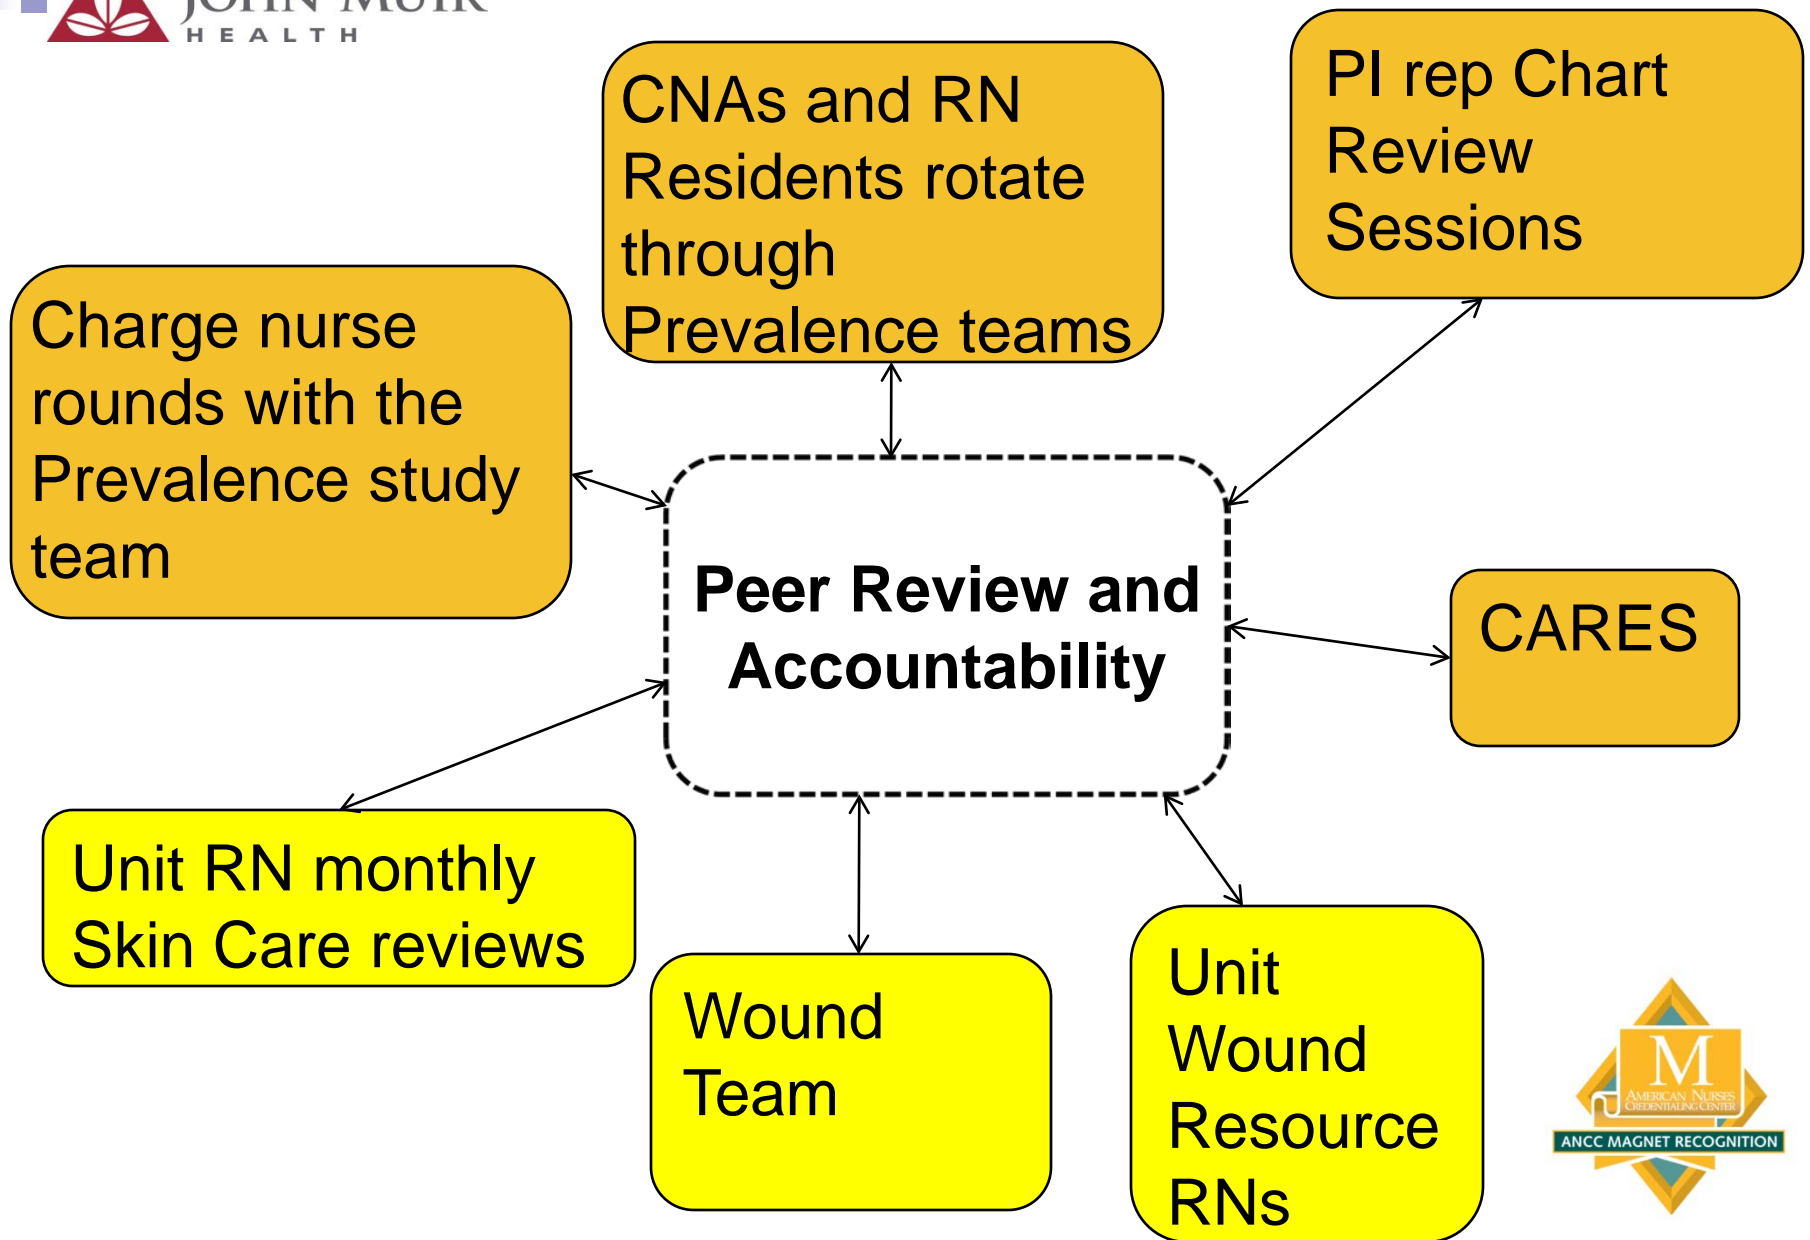 JOHN MUIR
HEALTH
CNAs and RN
Residents rotate
through
Prevalence teams
PI rep Chart
Review
Sessions
Charge nurse
rounds with the
Prevalence study
team
Peer Review and
Accountability
CARES
Unit RN monthly
Skin Care reviews
Wound
Team
Unit
Wound
Resource
RNs
M
AMERICAN NURSES
CREDENTIALING CENTER
ANCC MAGNET RECOGNITION